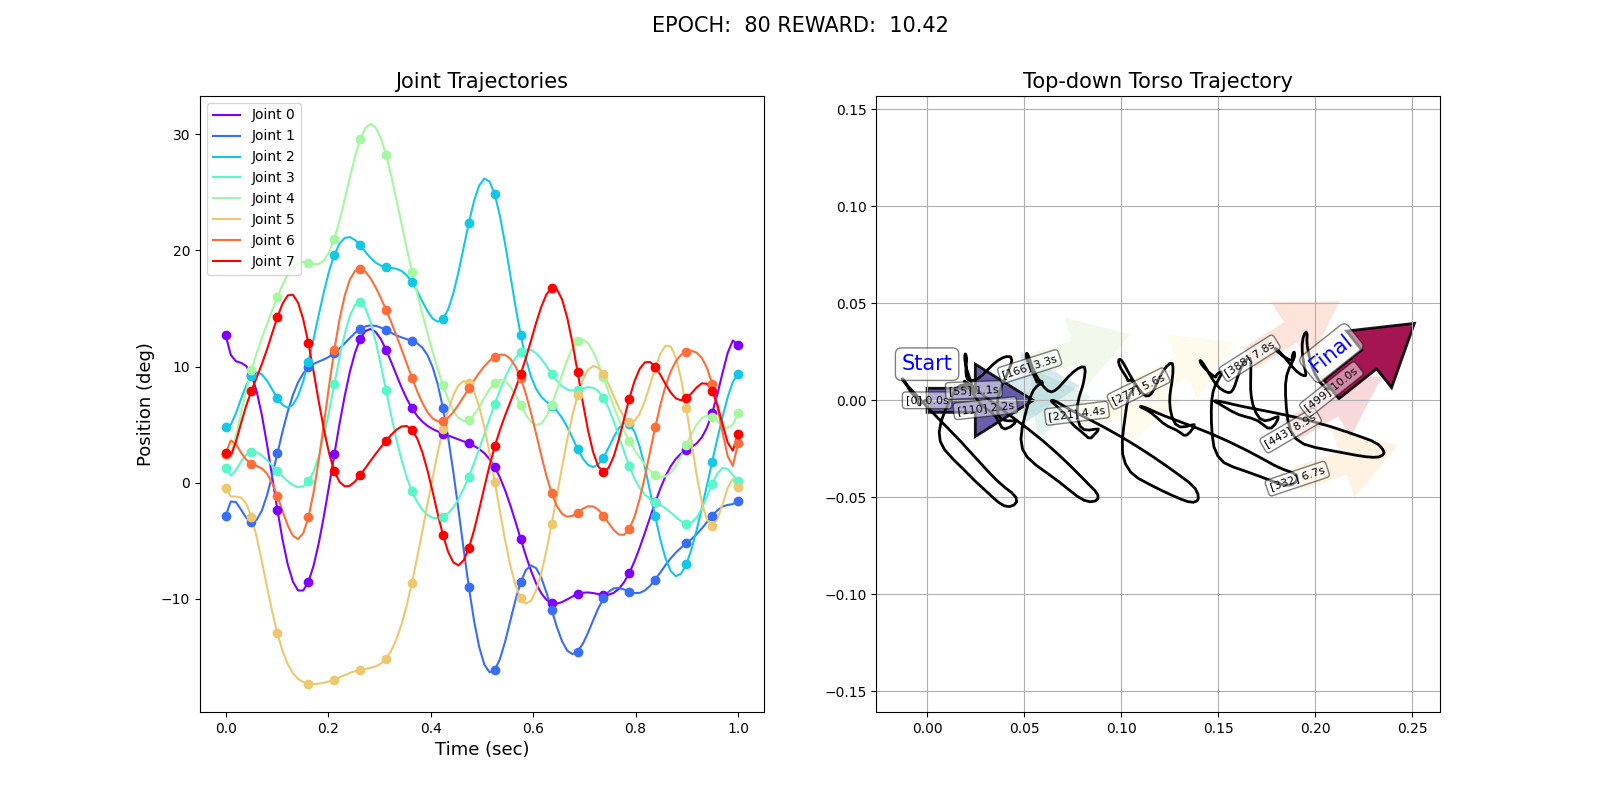 EPOCH:  80 REWARD:  10.42
Joint Trajectories
Position (deg)
30
20
10
0
−10
Joint 0
Joint 1
Joint 2
Joint 3
Joint 4
Joint 5
Joint 6
Joint 7
0.0 0.2 0.4 0.6 0.8 1.0
Time (sec)
Top-down Torso Trajectory
0.15
0.10
0.05
0.00
−0.05
−0.10
−0.15
Start
Final
[0] 0.0s
[55] 1.1s
[110] 2.2s
[166] 3.3s
[221] 4.4s
[277] 5.6s
[332] 6.7s
[388] 7.8s
[443] 8.9s
[499] 10.0s
0.00 0.05 0.10 0.15 0.20 0.25